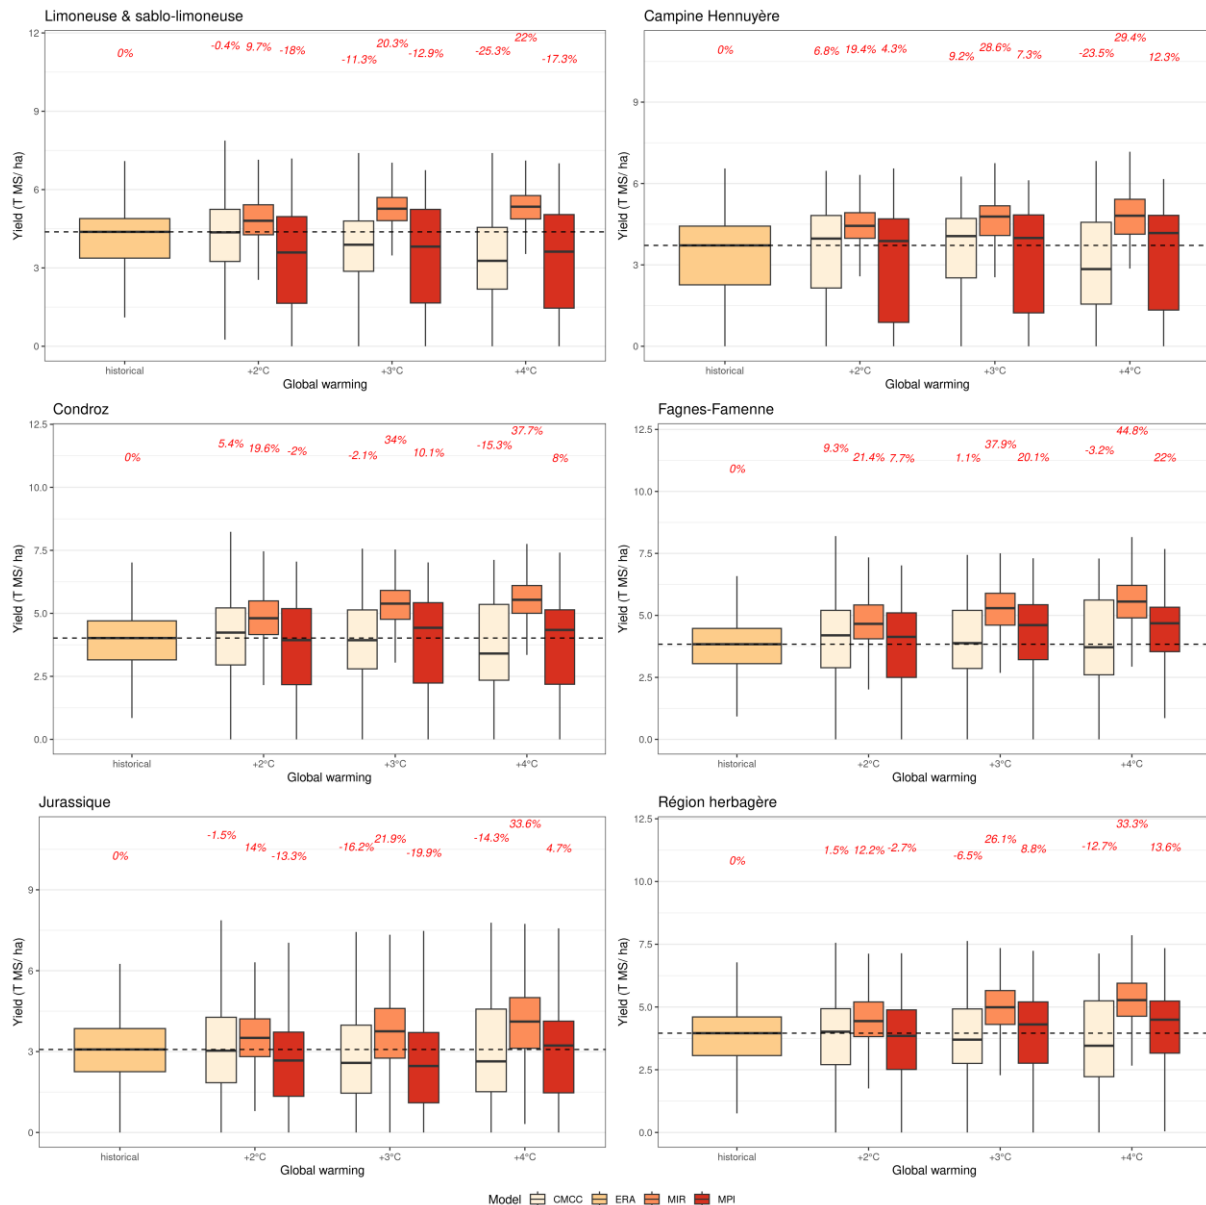 Limoneuse & sablo-limoneuse
12
9
6
3
0
Yield (T MS/ ha)
0%
-0.4%
9.7%
-18%
-11.3%
20.3%
-12.9%
-25.3%
22%
-17.3%
historical
+2°C
+3°C
+4°C
Global warming
Campine Hennuyère
9
6
3
0
Yield (T MS/ ha)
0%
6.8%
19.4%
4.3%
9.2%
28.6%
7.3%
-23.5%
29.4%
12.3%
historical
+2°C
+3°C
+4°C
Global warming
Condroz
12.5
10.0
7.5
5.0
2.5
0.0
Yield (T MS/ ha)
0%
5.4%
19.6%
-2%
-2.1%
34%
10.1%
-15.3%
37.7%
8%
historical
+2°C
+3°C
+4°C
Global warming
Fagnes-Famenne
12.5
10.0
7.5
5.0
2.5
0.0
Yield (T MS/ ha)
0%
9.3%
21.4%
7.7%
1.1%
37.9%
20.1%
-3.2%
44.8%
22%
historical
+2°C
+3°C
+4°C
Global warming
Jurassique
9
6
3
0
Yield (T MS/ ha)
0%
-1.5%
14%
-13.3%
-16.2%
21.9%
-19.9%
-14.3%
33.6%
4.7%
historical
+2°C
+3°C
+4°C
Global warming
Région herbagère
12.5
10.0
7.5
5.0
2.5
0.0
Yield (T MS/ ha)
0%
1.5%
12.2%
-2.7%
-6.5%
26.1%
8.8%
-12.7%
33.3%
13.6%
historical
+2°C
+3°C
+4°C
Global warming
Model CMCC ERA MIR MPI